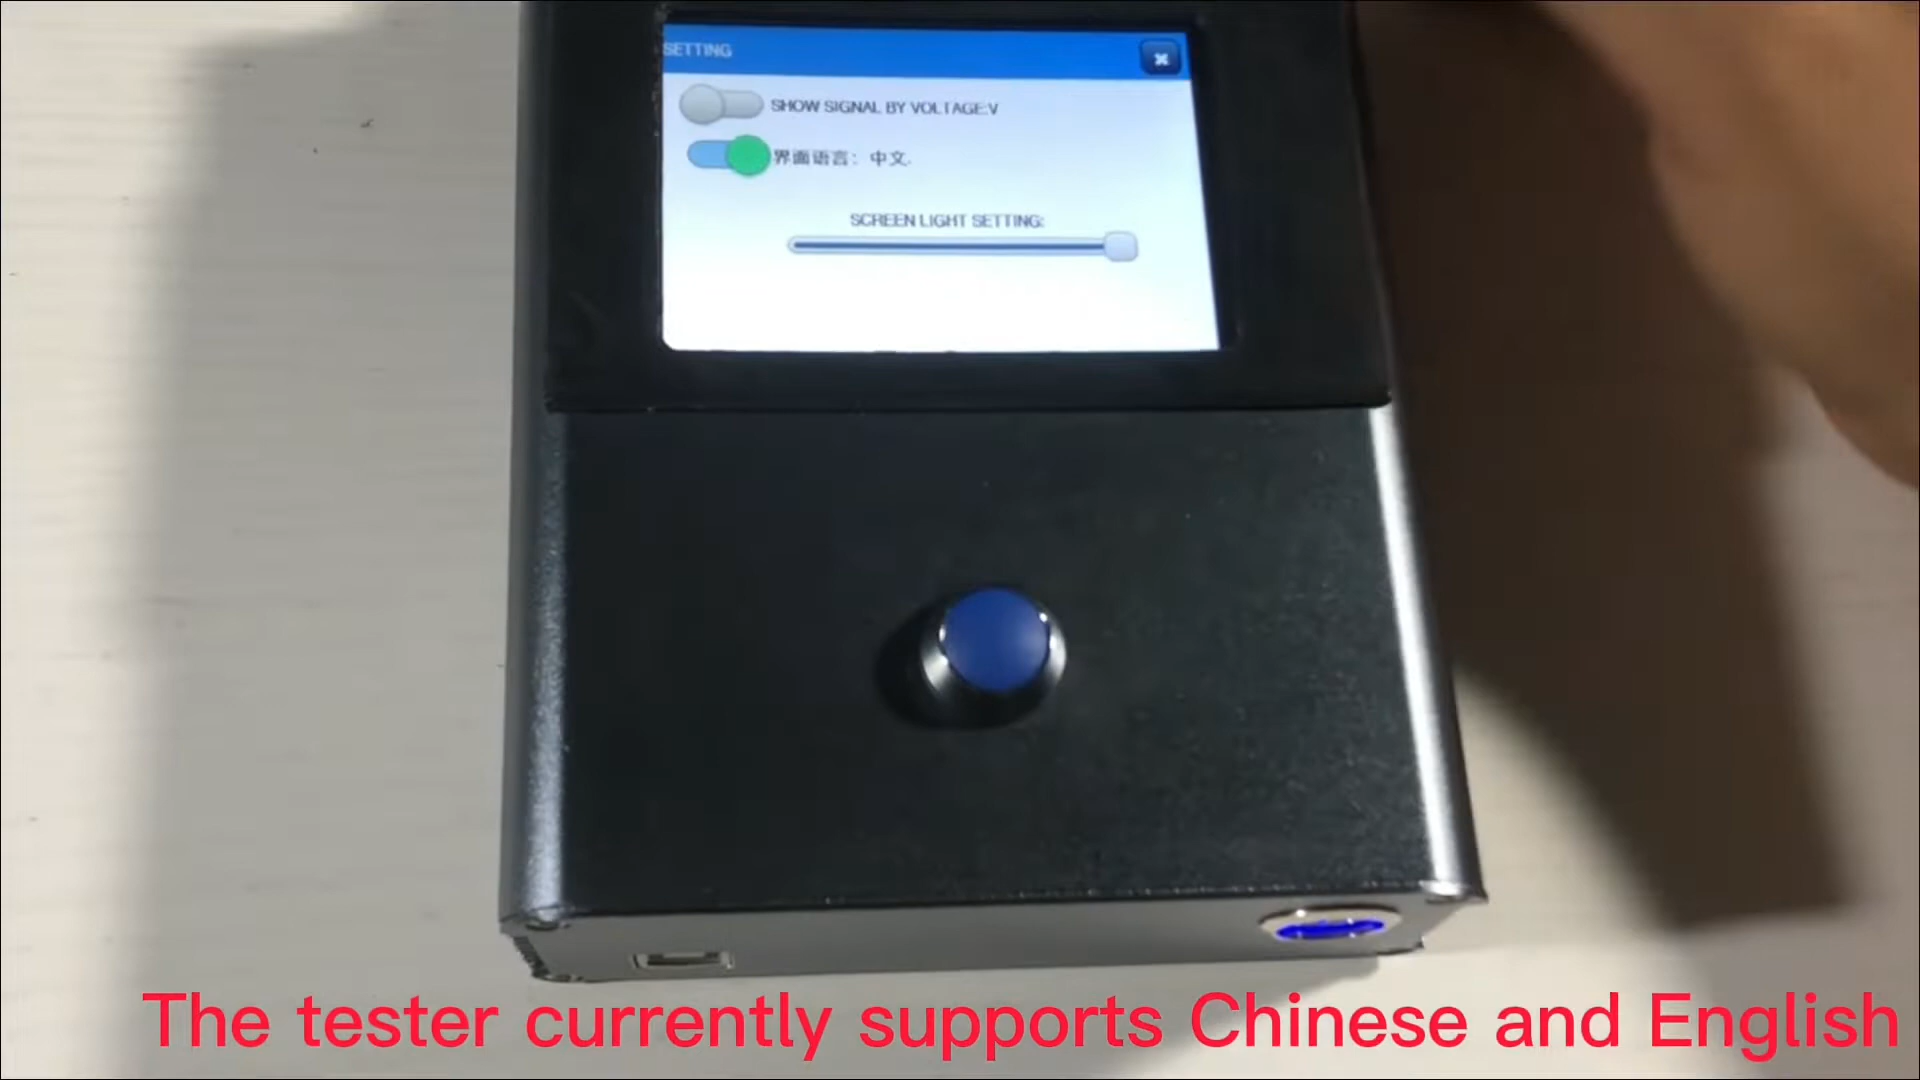 SETTING
SHOW SIGNAL BY VOLTAGE:V
界面语言：中文.
SCREEN LIGHT SETTING:
The tester currently supports Chinese and English